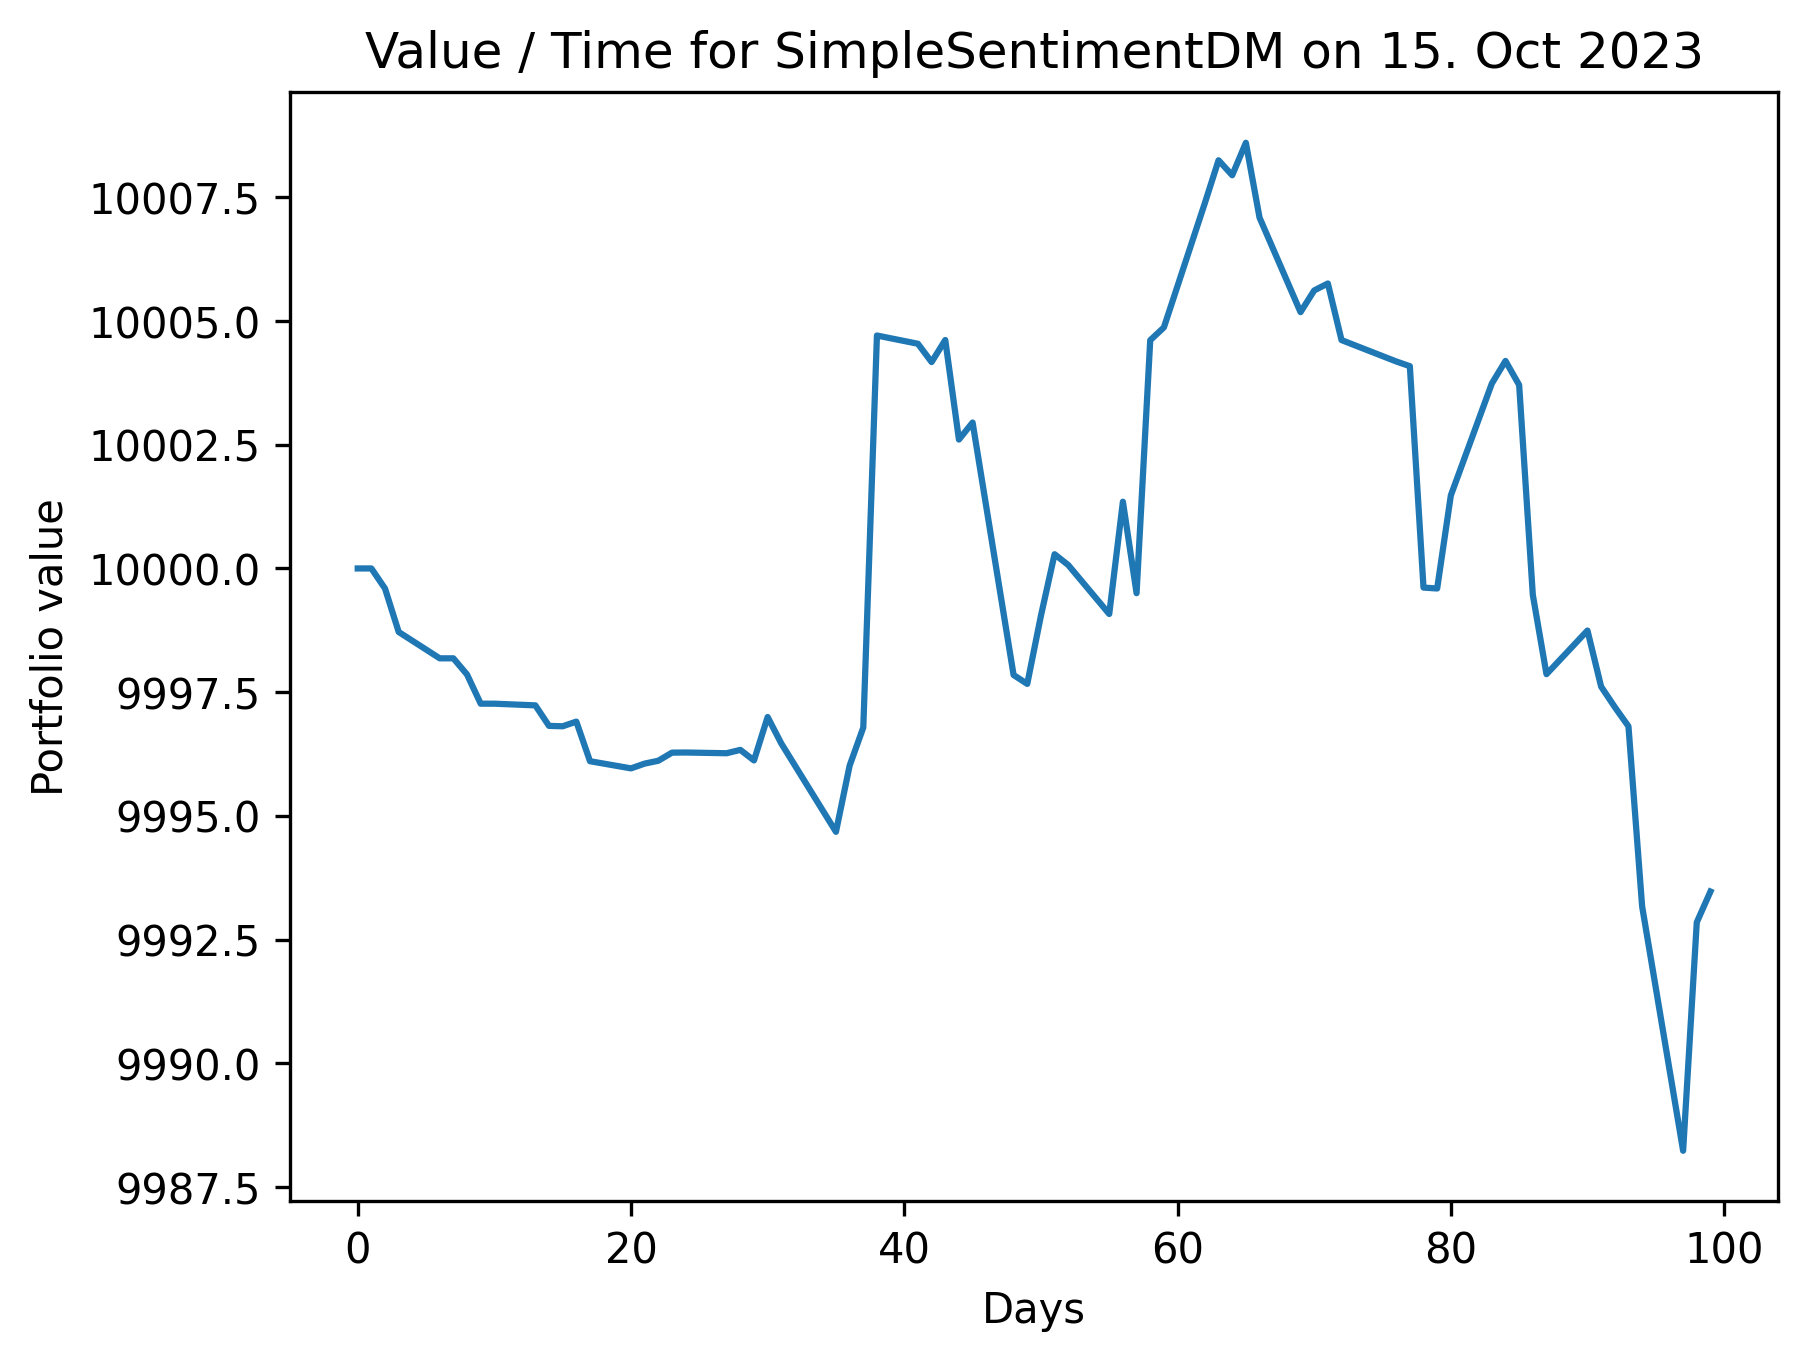 Value / Time for SimpleSentimentDM on 15. Oct 2023
Portfolio value
10007.5
10005.0
10002.5
10000.0
9997.5
9995.0
9992.5
9990.0
9987.5
0 20 40 60 80 100
Days